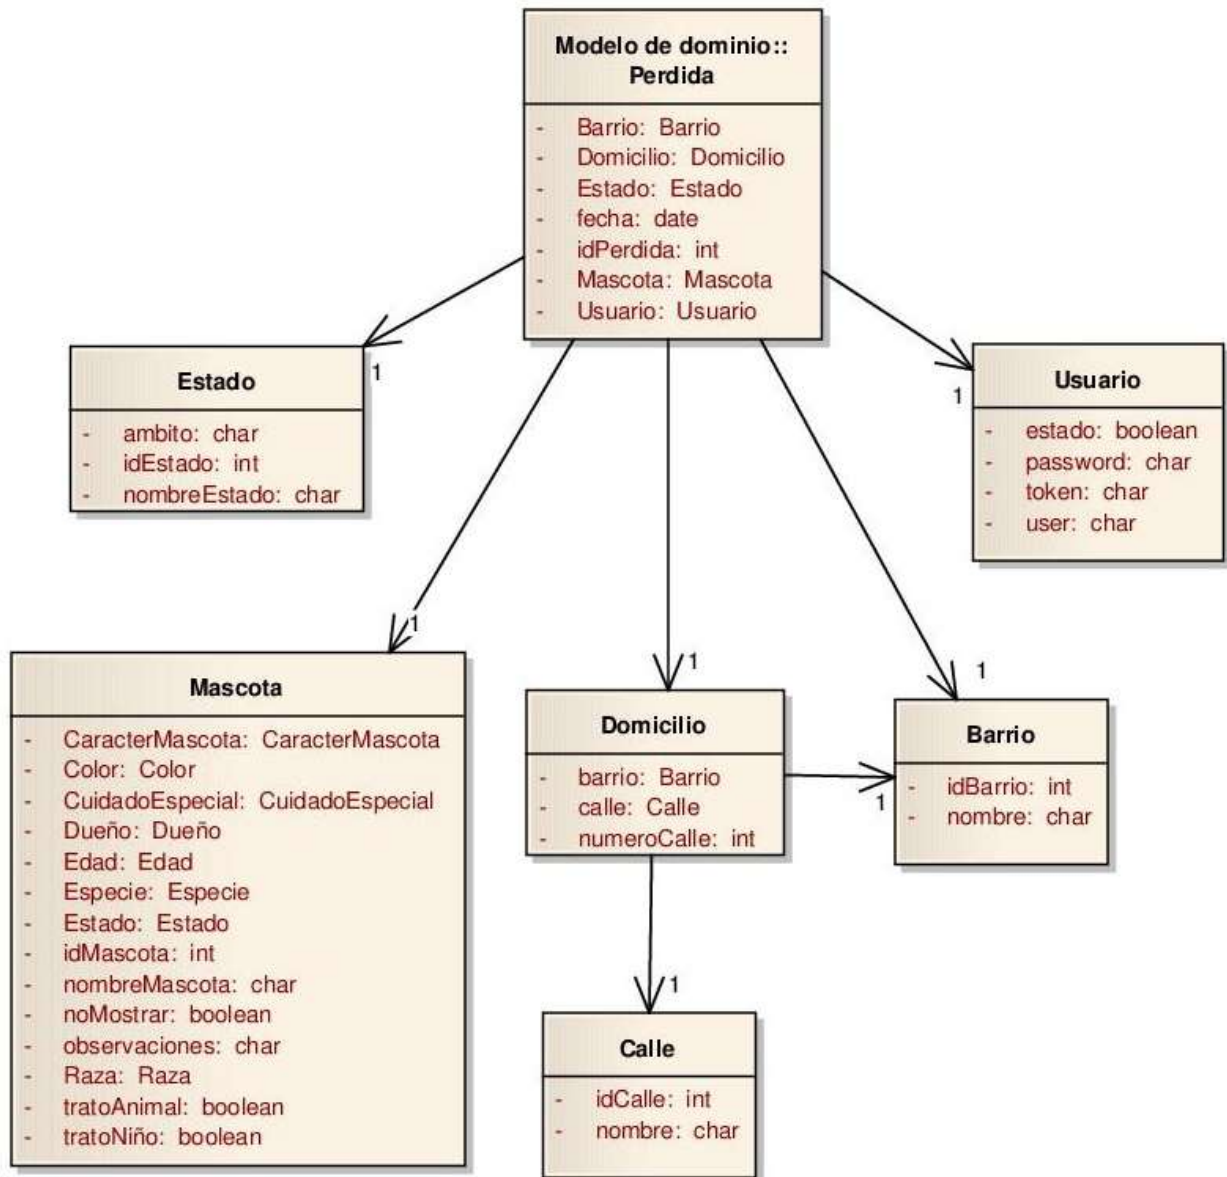 Modelo de dominio::
Perdida
- Barrio: Barrio
- Domicilio: Domicilio
- Estado: Estado
- fecha: date
- idPerdida: int
- Mascota: Mascota
- Usuario: Usuario
1
Estado
- ambito: char
- idEstado: int
- nombreEstado: char
1
Usuario
- estado: boolean
- password: char
- token: char
- user: char
1
Mascota
- CaracterMascota: CaracterMascota
- Color: Color
- CuidadoEspecial: CuidadoEspecial
- Dueño: Dueño
- Edad: Edad
- Especie: Especie
- Estado: Estado
- idMascota: int
- nombreMascota: char
- noMostrar: boolean
- observaciones: char
- Raza: Raza
- tratoAnimal: boolean
- tratoNiño: boolean
1
Domicilio
- barrio: Barrio
- calle: Calle
- numeroCalle: int
1
1
Barrio
- idBarrio: int
- nombre: char
1
Calle
- idCalle: int
- nombre: char